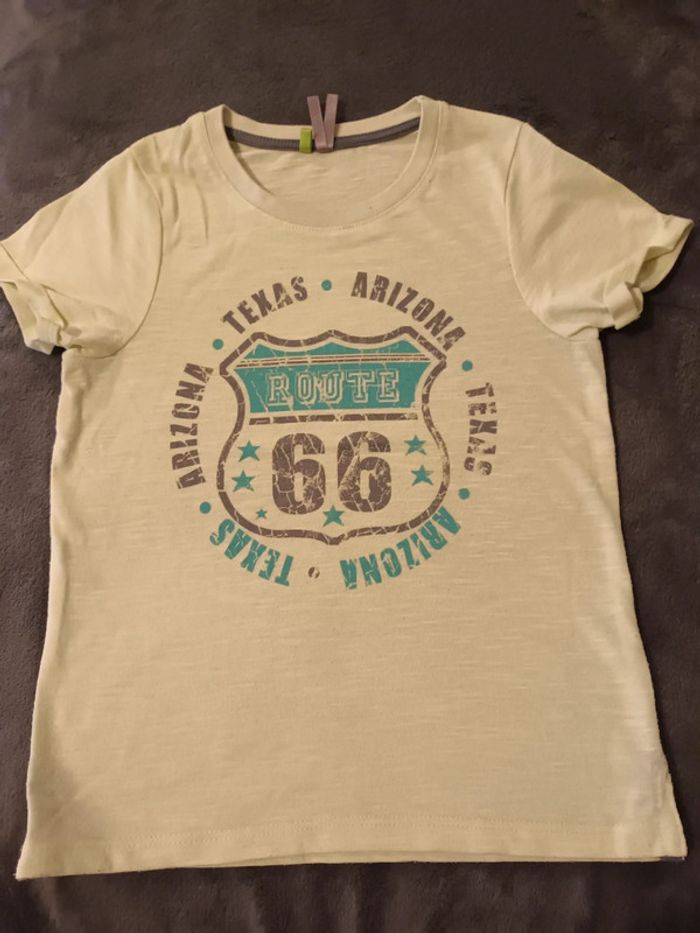 ARIZONA • TEXAS • ARIZONA • TEXAS • ARIZONA • TEXAS •
ROUTE
66